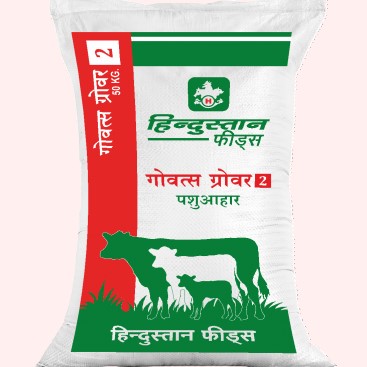 गोवत्स ग्रोवर 2
50 KG.
H
हिन्दुस्तान
फीड्स
गोवत्स ग्रोवर 2
पशुआहार
हिन्दुस्तान फीड्स